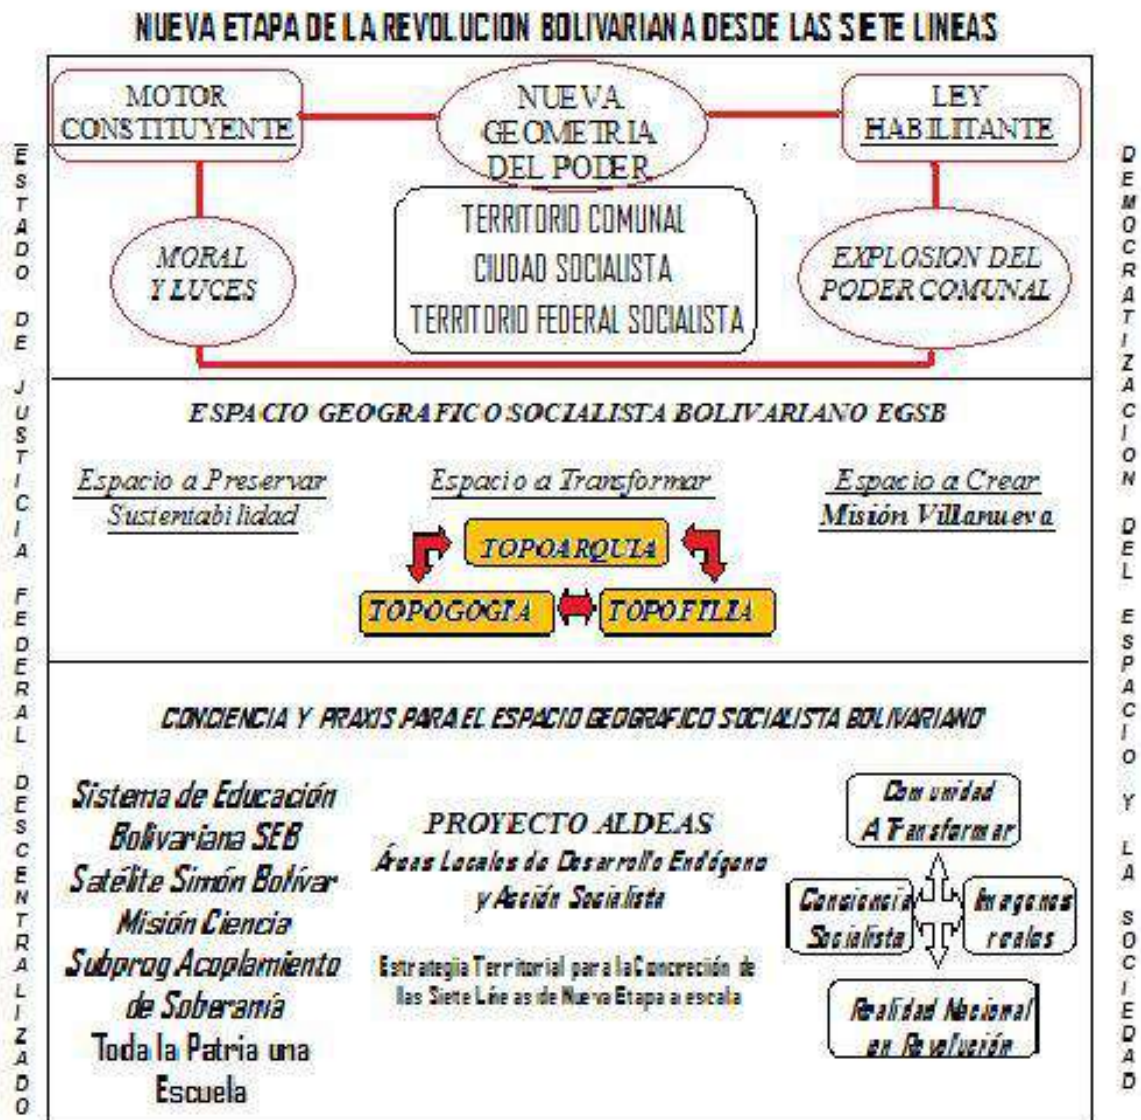 NUEVA ETAPA DE LA REVOLUCION BOLIVARIANA DESDE LAS SIETE LINEAS
MOTOR
CONSTITUYENTE
NUEVA
GEOMETRIA
DEL PODER
LEY
HABILITANTE
MORAL
Y LUCES
TERRITORIO COMUNAL
CIUDAD SOCIALISTA
TERRITORIO FEDERAL SOCIALISTA
EXPLOSION DEL
PODER COMUNAL
ESTADO DE JUSTICIA FEDERAL DESCENTRALIZADO
DEMOCRATIZACION DEL ESPACIO Y LA SOCIEDAD
ESPACIO GEOGRAFICO SOCIALISTA BOLIVARIANO EGSB
Espacio a Preservar
Sustentabilidad
Espacio a Transformar
Espacio a Crear
Misión Villanueva
TOPOARQUIA
TOPOGOGIA
TOPOFILIA
CONCIENCIA Y PRAXIS PARA EL ESPACIO GEOGRAFICO SOCIALISTA BOLIVARIANO
Sistema de Educación
Bolivariana SEB
Satélite Simón Bolívar
Misión Ciencia
Subprog Acoplamiento
de Soberanía
Toda la Patria una
Escuela
PROYECTO ALDEAS
Áreas Locales de Desarrollo Endógeno
y Acción Socialista
Estrategia Territorial para la Concreción de
las Siete Líneas de Nueva Etapa a escala
Comunidad
A Transformar
Conciencia
Socialista
Imagenes
reales
Realidad Nacional
en Revolución